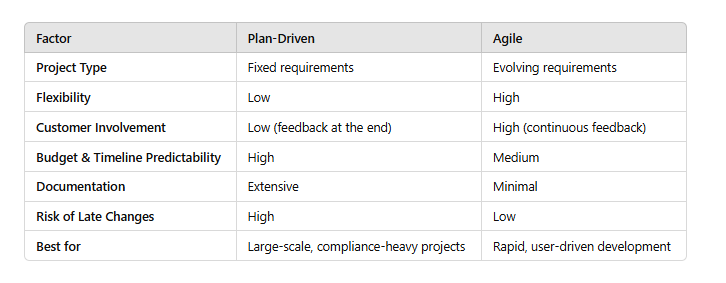 Factor Plan-Driven Agile
Project Type Fixed requirements Evolving requirements
Flexibility Low High
Customer Involvement Low (feedback at the end) High (continuous feedback)
Budget & Timeline Predictability High Medium
Documentation Extensive Minimal
Risk of Late Changes High Low
Best for Large-scale, compliance-heavy projects Rapid, user-driven development